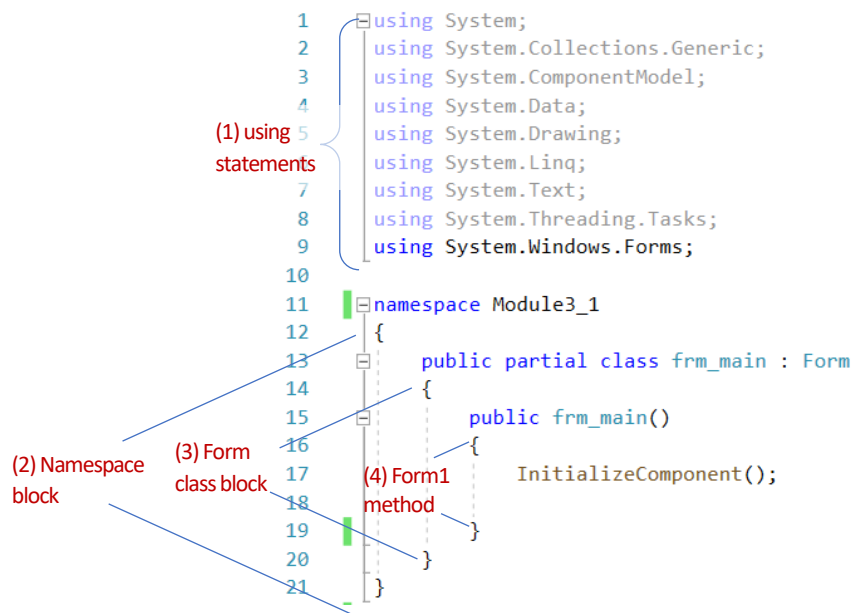 1 using System;
2 using System.Collections.Generic;
3 using System.ComponentModel;
4 using System.Data;
5 using System.Drawing;
6 using System.Linq;
7 using System.Text;
8 using System.Threading.Tasks;
9 using System.Windows.Forms;
10
11 namespace Module3_1
12 {
13 public partial class frm_main : Form
14 {
15 public frm_main()
16 {
17 InitializeComponent();
18
19 }
20 }
21 }
(1) using
statements
(2) Namespace
block
(3) Form
class block
(4) Form1
method